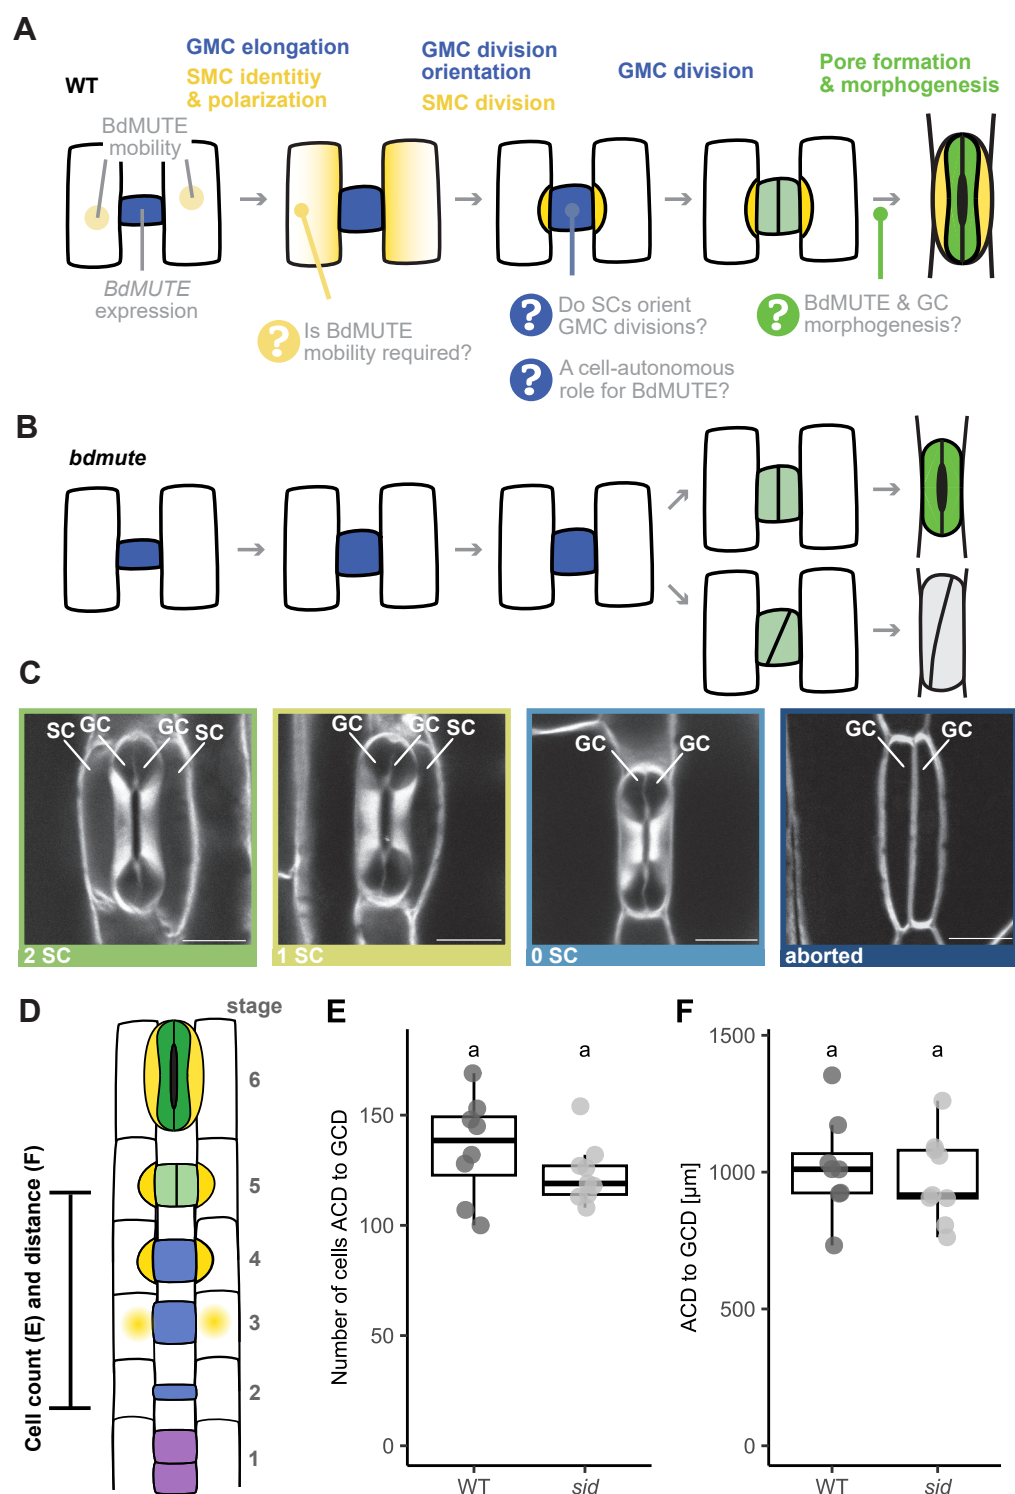 A
GMC elongation
SMC identitiy
& polarization
GMC division
orientation
SMC division
GMC division
Pore formation
& morphogenesis
WT
BdMUTE
mobility
BdMUTE
expression
? Is BdMUTE
mobility required?
? Do SCs orient
GMC divisions?
? A cell-autonomous
role for BdMUTE?
? BdMUTE & GC
morphogenesis?
B
bdmute
C
SC GC GC SC
2 SC
GC GC SC
1 SC
GC GC
0 SC
GC GC
aborted
D
stage
6
5
4
3
2
1
Cell count (E) and distance (F)
E
Number of cells ACD to GCD
150
100
50
0
a a
WT sid
F
ACD to GCD [µm]
1500
1000
500
0
a a
WT sid